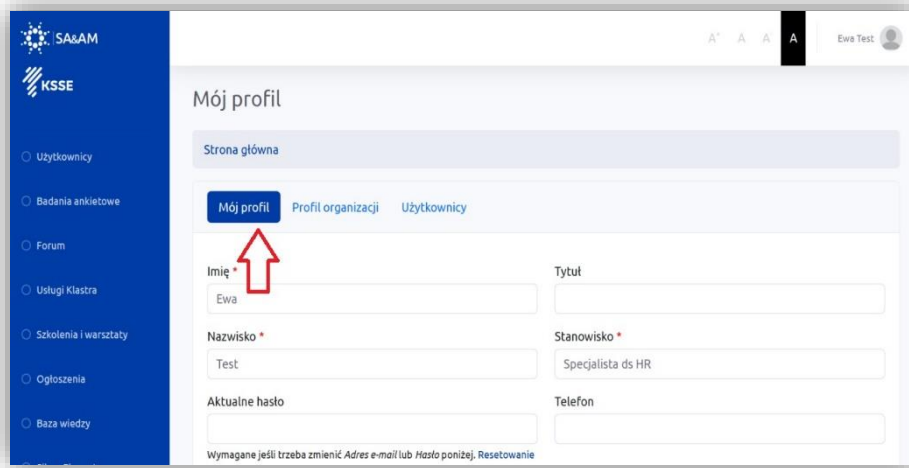 SA&AM
KSSE
Użytkownicy
Badania ankietowe
Forum
Usługi Klastra
Szkolenia i warsztaty
Ogłoszenia
Baza wiedzy
A+ A A A
Ewa Test
Mój profil
Strona główna
Mój profil Profil organizacji Użytkownicy
Imię * Tytuł
Ewa
Nazwisko * Stanowisko *
Test Specjalista ds HR
Aktualne hasło Telefon
Wymagane jeśli trzeba zmienić Adres e-mail lub Hasło poniżej. Resetowanie